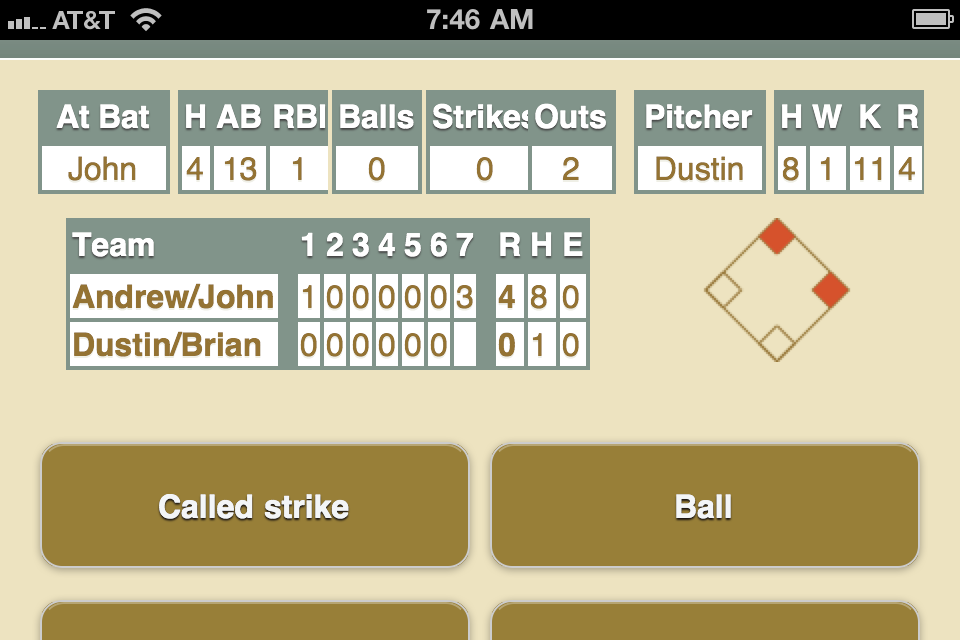 AT&T 7:46 AM
At Bat H AB RBI Balls Strikes Outs Pitcher H W K R
John 4 13 1 0 0 2 Dustin 8 1 11 4
Team 1 2 3 4 5 6 7 R H E
Andrew/John 1 0 0 0 0 0 3 4 8 0
Dustin/Brian 0 0 0 0 0 0 0 1 0
Called strike Ball